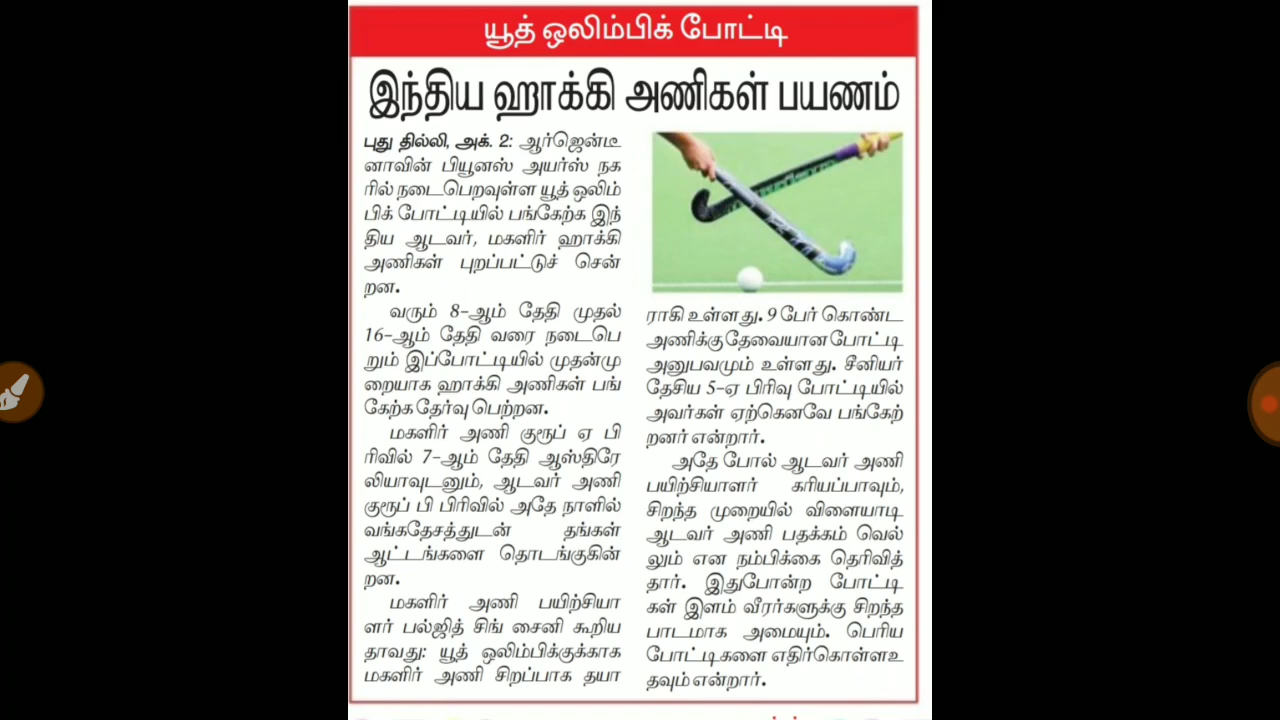 யூத் ஒலிம்பிக் போட்டி
இந்திய ஹாக்கி அணிகள் பயணம்
புது தில்லி, அக். 2: ஆர்ஜென்டீ
னாவின் பியூனஸ் அயர்ஸ் நக
ரில் நடைபெறவுள்ள யூத் ஒலிம்
பிக் போட்டியில் பங்கேற்க இந்
திய ஆடவர், மகளிர் ஹாக்கி
அணிகள் புறப்பட்டுச் சென்
றன.
வரும் 8-ஆம் தேதி முதல்
16-ஆம் தேதி வரை நடைபெ
றும் இப்போட்டியில் முதன்மு
றையாக ஹாக்கி அணிகள் பங்
கேற்க தேர்வு பெற்றன.
மகளிர் அணி குரூப் ஏ பி
ரிவில் 7-ஆம் தேதி ஆஸ்திரே
லியாவுடனும், ஆடவர் அணி
குரூப் பி பிரிவில் அதே நாளில்
வங்கதேசத்துடன் தங்கள்
ஆட்டங்களை தொடங்குகின்
றன.
மகளிர் அணி பயிற்சியா
ளர் பல்ஜித் சிங் சைனி கூறிய
தாவது: யூத் ஒலிம்பிக்குக்காக
மகளிர் அணி சிறப்பாக தயா
ராகி உள்ளது. 9 பேர் கொண்ட
அணிக்கு தேவையான போட்டி
அனுபவமும் உள்ளது. சீனியர்
தேசிய 5-ஏ பிரிவு போட்டியில்
அவர்கள் ஏற்கெனவே பங்கேற்
றனர் என்றார்.
அதே போல் ஆடவர் அணி
பயிற்சியாளர் கரியப்பாவும்,
சிறந்த முறையில் விளையாடி
ஆடவர் அணி பதக்கம் வெல்
லும் என நம்பிக்கை தெரிவித்
தார். இதுபோன்ற போட்டி
கள் இளம் வீரர்களுக்கு சிறந்த
பாடமாக அமையும். பெரிய
போட்டிகளை எதிர்கொள்ளஉ
தவும் என்றார்.